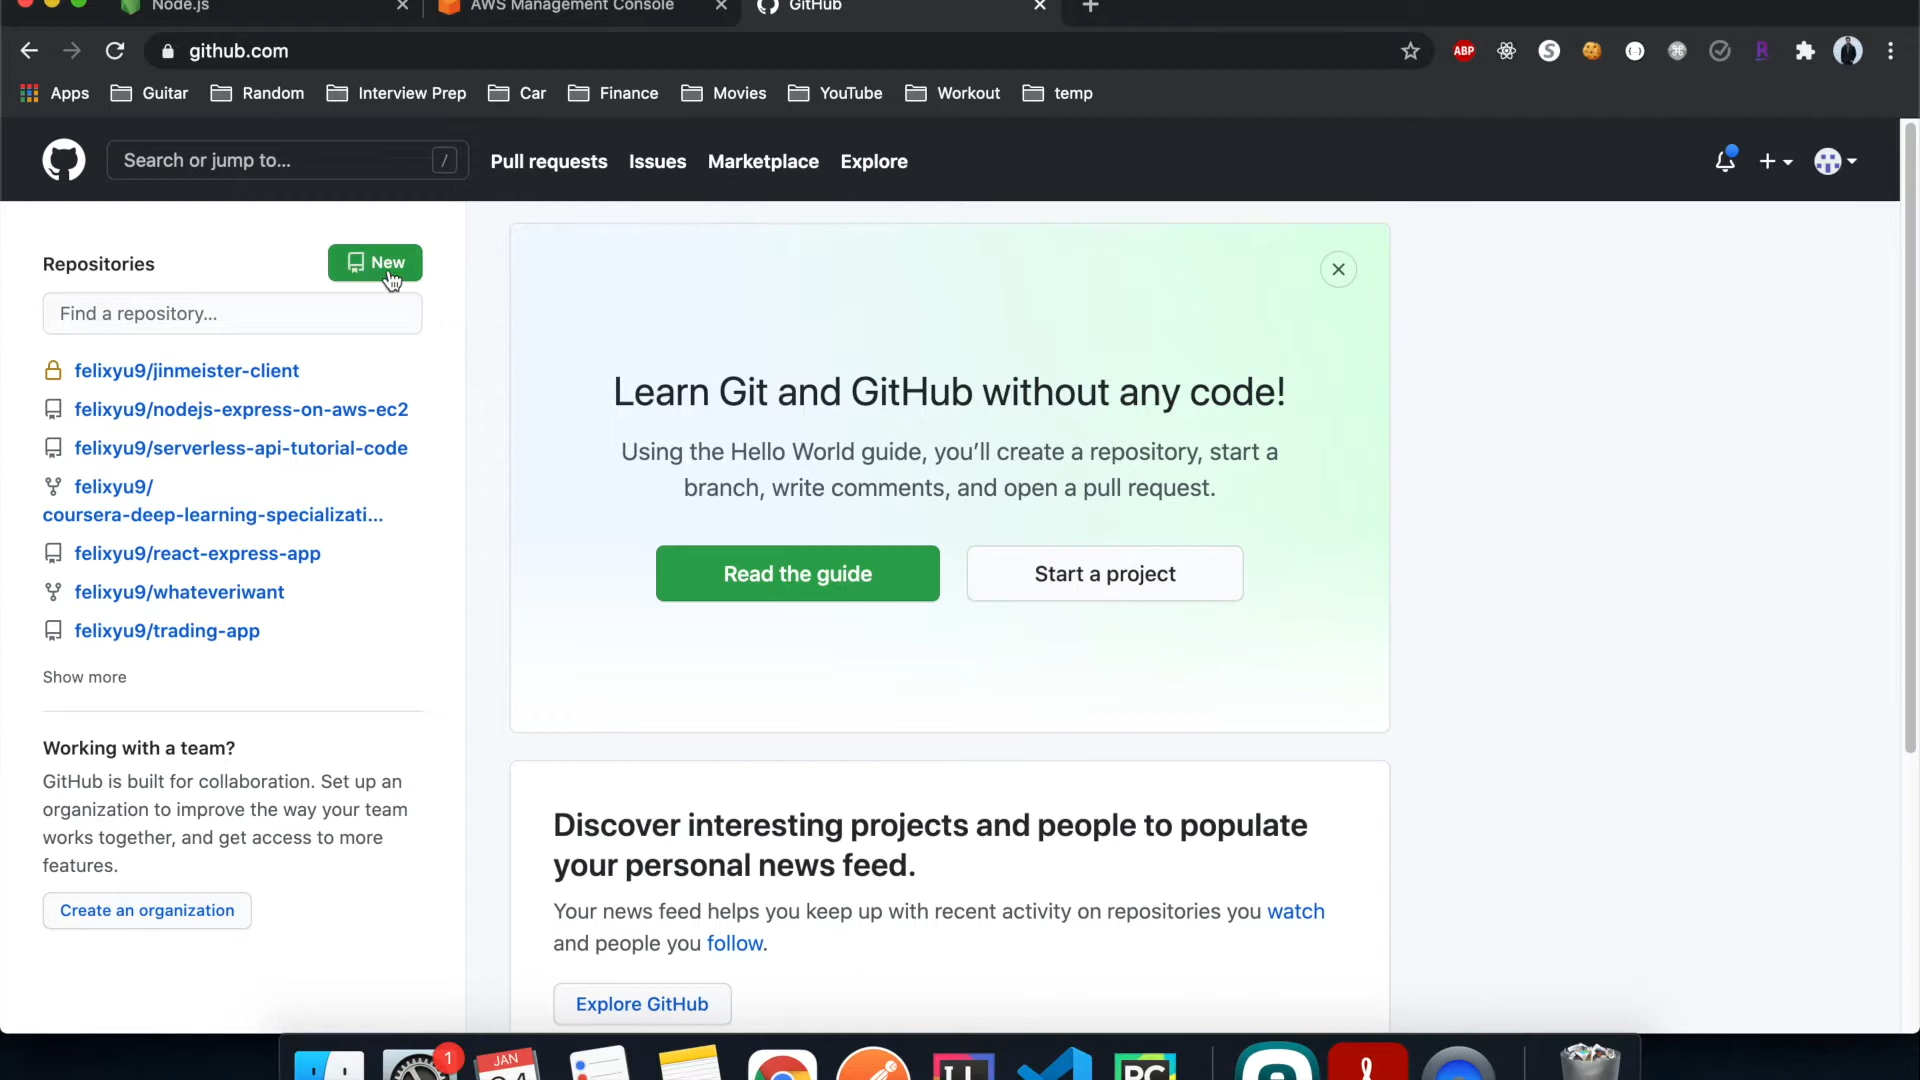 Node.js
AWS Management Console
GitHub
github.com
ABP
Apps
Guitar
Random
Interview Prep
Car
Finance
Movies
YouTube
Workout
temp
Search or jump to...
/
Pull requests
Issues
Marketplace
Explore
Repositories
New
Find a repository...
felixyu9/jinmeister-client
felixyu9/nodejs-express-on-aws-ec2
felixyu9/serverless-api-tutorial-code
felixyu9/
coursera-deep-learning-specializati...
felixyu9/react-express-app
felixyu9/whateveriwant
felixyu9/trading-app
Show more
Working with a team?
GitHub is built for collaboration. Set up an
organization to improve the way your team
works together, and get access to more
features.
Create an organization
Learn Git and GitHub without any code!
Using the Hello World guide, you’ll create a repository, start a
branch, write comments, and open a pull request.
Read the guide
Start a project
Discover interesting projects and people to populate
your personal news feed.
Your news feed helps you keep up with recent activity on repositories you watch
and people you follow.
Explore GitHub
1
JAN
PC